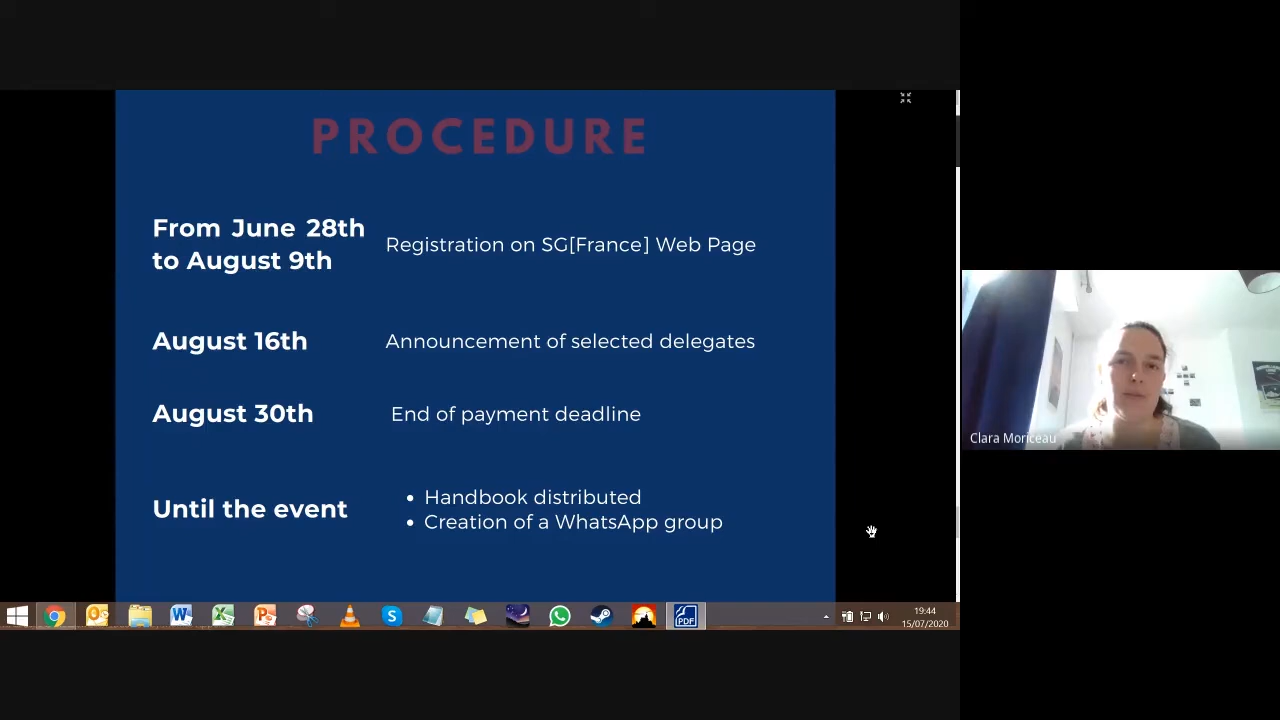 PROCEDURE
From June 28th
to August 9th
Registration on SG[France] Web Page
August 16th
Announcement of selected delegates
August 30th
End of payment deadline
Until the event
Handbook distributed
Creation of a WhatsApp group
Clara Moriceau
PDF
19:44
15/07/2020